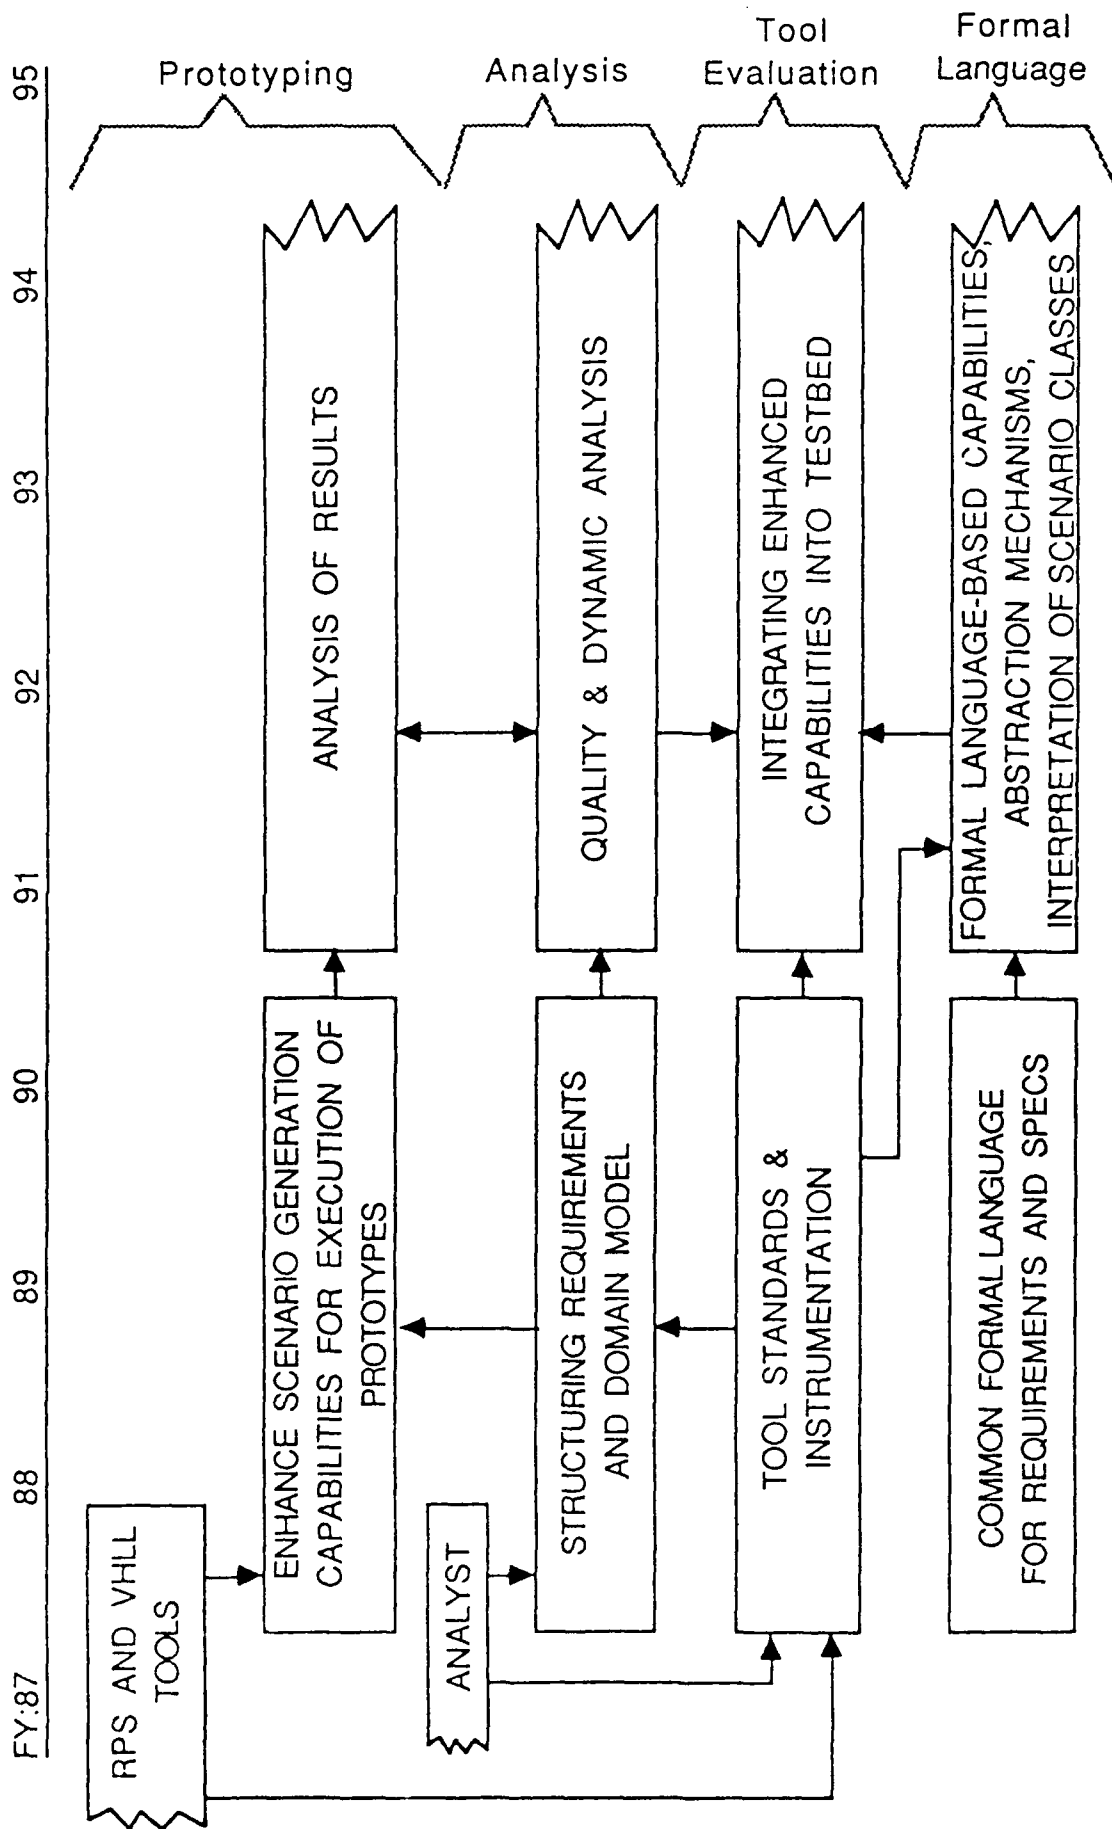 FY:87 88 89 90 91 92 93 94 95
RPS AND VHLL
TOOLS
ENHANCE SCENARIO GENERATION
CAPABILITIES FOR EXECUTION OF
PROTOTYPES
ANALYSIS OF RESULTS
Prototyping
ANALYST
STRUCTURING REQUIREMENTS
AND DOMAIN MODEL
QUALITY & DYNAMIC ANALYSIS
Analysis
TOOL STANDARDS &
INSTRUMENTATION
INTEGRATING ENHANCED
CAPABILITIES INTO TESTBED
Tool
Evaluation
COMMON FORMAL LANGUAGE
FOR REQUIREMENTS AND SPECS
FORMAL LANGUAGE-BASED CAPABILITIES,
ABSTRACTION MECHANISMS,
INTERPRETATION OF SCENARIO CLASSES
Formal
Language